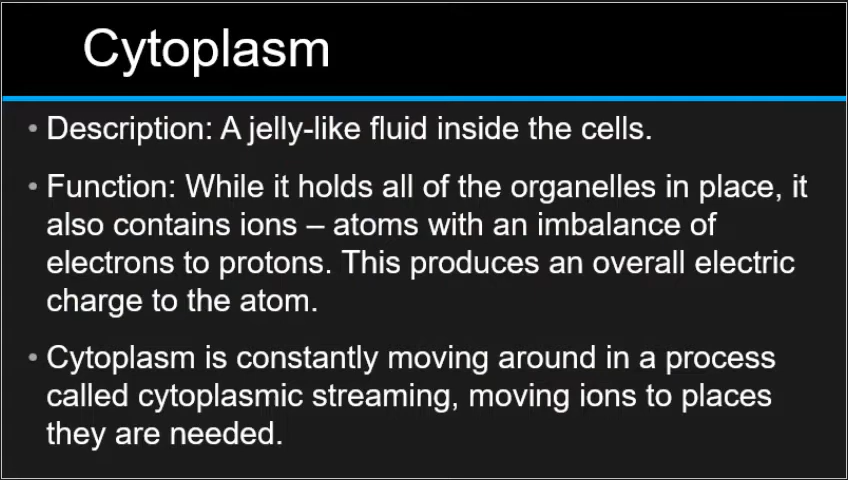 Cytoplasm
• Description: A jelly-like fluid inside the cells.
• Function: While it holds all of the organelles in place, it
also contains ions – atoms with an imbalance of
electrons to protons. This produces an overall electric
charge to the atom.
• Cytoplasm is constantly moving around in a process
called cytoplasmic streaming, moving ions to places
they are needed.